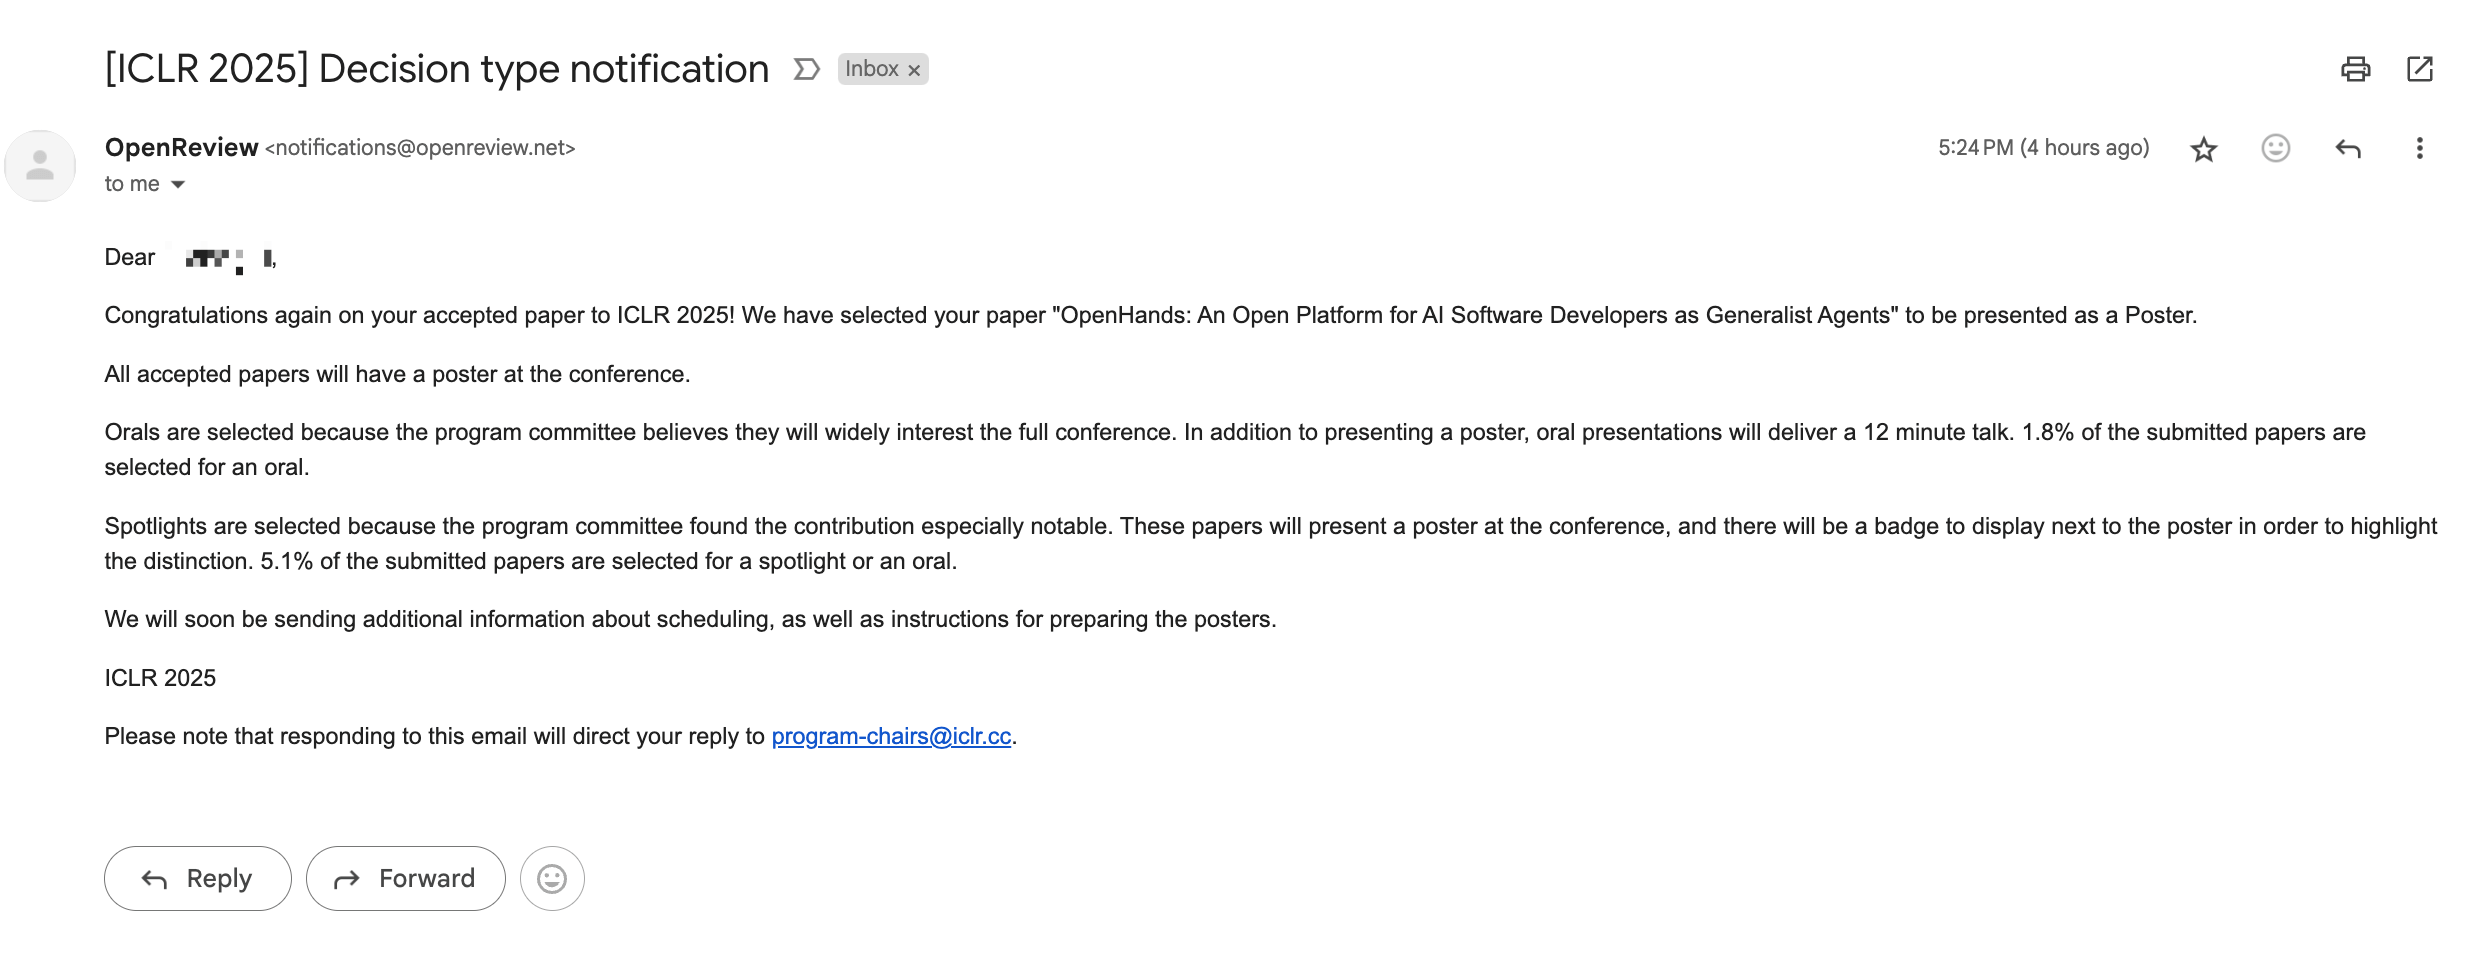 [ICLR 2025] Decision type notification Inbox ×
OpenReview <notifications@openreview.net> 5:24 PM (4 hours ago)
to me
Dear ,
Congratulations again on your accepted paper to ICLR 2025! We have selected your paper "OpenHands: An Open Platform for AI Software Developers as Generalist Agents" to be presented as a Poster.
All accepted papers will have a poster at the conference.
Orals are selected because the program committee believes they will widely interest the full conference. In addition to presenting a poster, oral presentations will deliver a 12 minute talk. 1.8% of the submitted papers are
selected for an oral.
Spotlights are selected because the program committee found the contribution especially notable. These papers will present a poster at the conference, and there will be a badge to display next to the poster in order to highlight
the distinction. 5.1% of the submitted papers are selected for a spotlight or an oral.
We will soon be sending additional information about scheduling, as well as instructions for preparing the posters.
ICLR 2025
Please note that responding to this email will direct your reply to program-chairs@iclr.cc.
Reply Forward